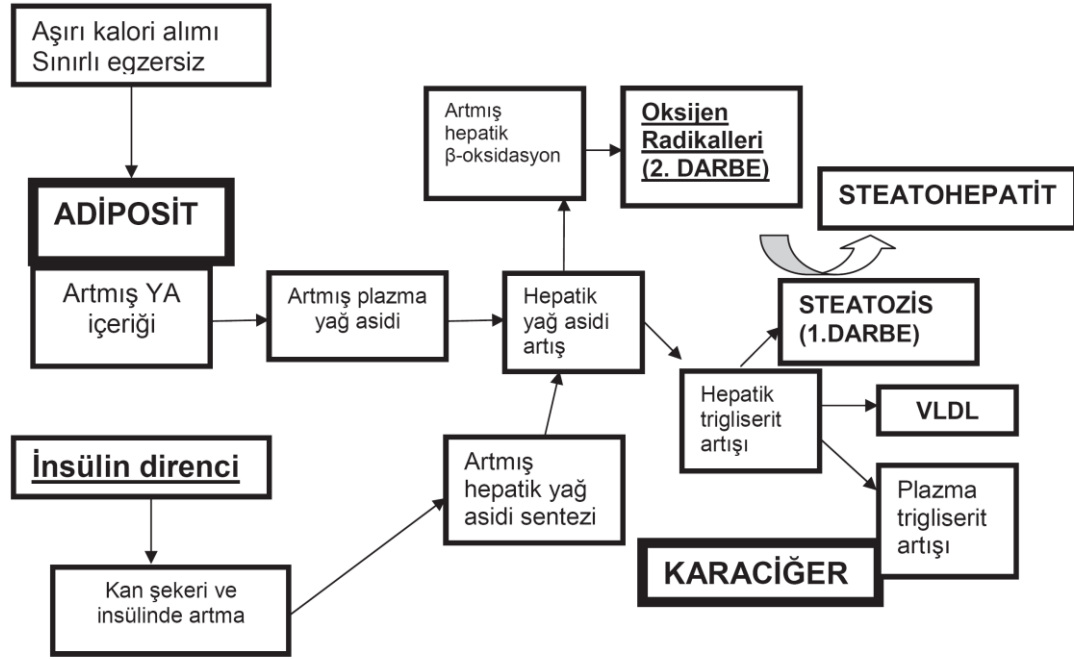 Aşırı kalori alımı
Sınırlı egzersiz
ADİPOSİT
Artmış YA
içeriği
Artmış plazma
yağ asidi
Artmış
hepatik
β-oksidasyon
Oksijen
Radikalleri
(2. DARBE)
STEATOHEPATİT
Hepatik
yağ asidi
artış
STEATOZİS
(1.DARBE)
Hepatik
trigliserit
artışı
VLDL
Plazma
trigliserit
artışı
KARACİĞER
İnsülin direnci
Artmış
hepatik yağ
asidi sentezi
Kan şekeri ve
insülinde artma